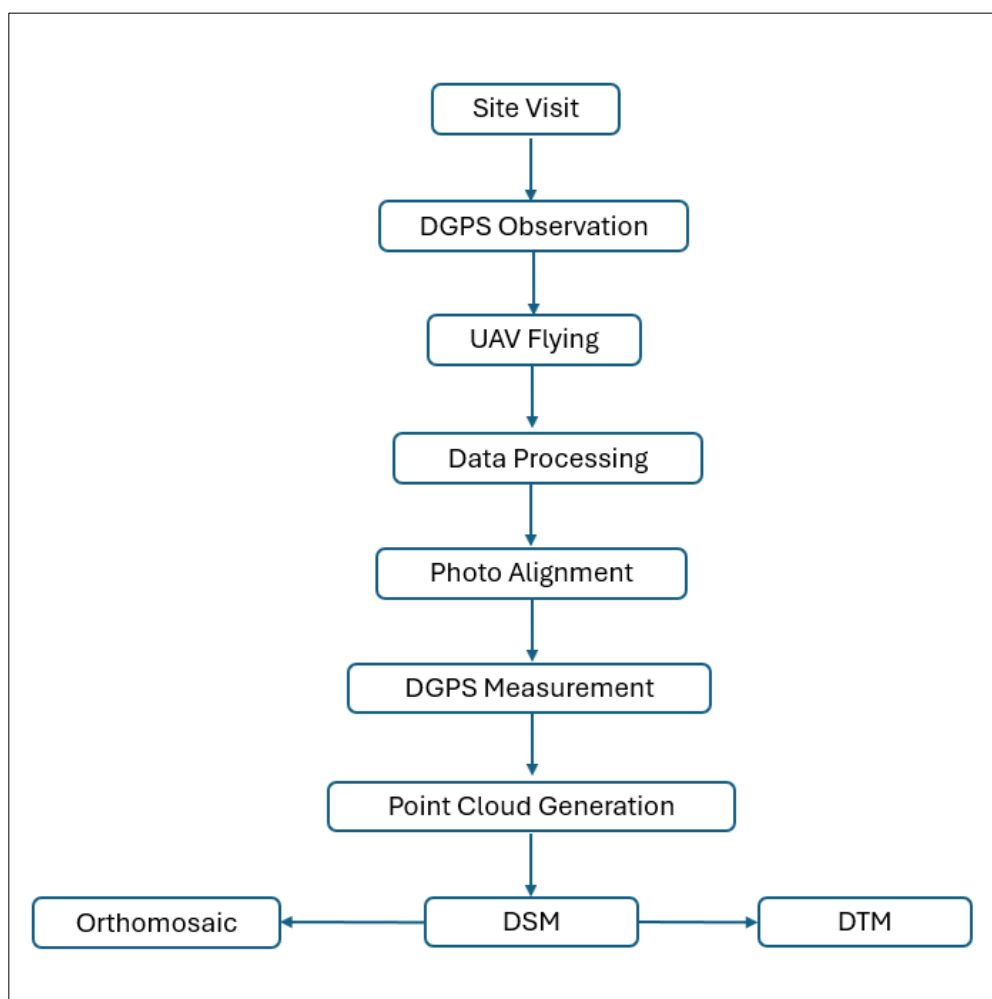 Site Visit
DGPS Observation
UAV Flying
Data Processing
Photo Alignment
DGPS Measurement
Point Cloud Generation
Orthomosaic
DSM
DTM